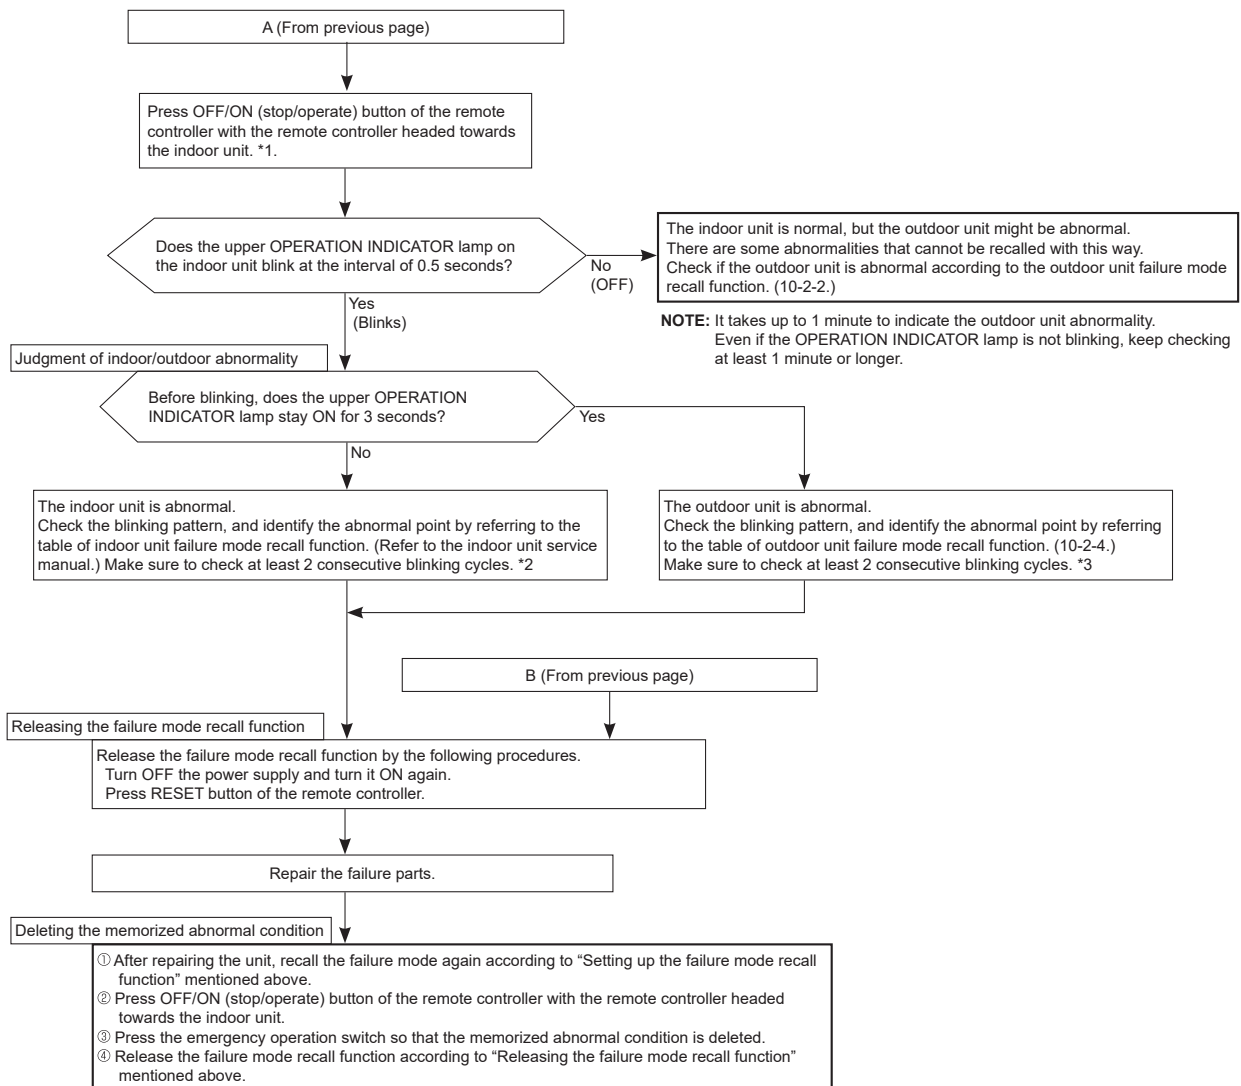 A (From previous page)
Press OFF/ON (stop/operate) button of the remote
controller with the remote controller headed towards
the indoor unit. *1.
Does the upper OPERATION INDICATOR lamp on
the indoor unit blink at the interval of 0.5 seconds?
No
(OFF)
The indoor unit is normal, but the outdoor unit might be abnormal.
There are some abnormalities that cannot be recalled with this way.
Check if the outdoor unit is abnormal according to the outdoor unit failure mode
recall function. (10-2-2.)
NOTE: It takes up to 1 minute to indicate the outdoor unit abnormality.
Even if the OPERATION INDICATOR lamp is not blinking, keep checking
at least 1 minute or longer.
Yes
(Blinks)
Judgment of indoor/outdoor abnormality
Before blinking, does the upper OPERATION
INDICATOR lamp stay ON for 3 seconds?
Yes
No
The indoor unit is abnormal.
Check the blinking pattern, and identify the abnormal point by referring to the
table of indoor unit failure mode recall function. (Refer to the indoor unit service
manual.) Make sure to check at least 2 consecutive blinking cycles. *2
The outdoor unit is abnormal.
Check the blinking pattern, and identify the abnormal point by referring
to the table of outdoor unit failure mode recall function. (10-2-4.)
Make sure to check at least 2 consecutive blinking cycles. *3
B (From previous page)
Releasing the failure mode recall function
Release the failure mode recall function by the following procedures.
Turn OFF the power supply and turn it ON again.
Press RESET button of the remote controller.
Repair the failure parts.
Deleting the memorized abnormal condition
① After repairing the unit, recall the failure mode again according to “Setting up the failure mode recall
function” mentioned above.
② Press OFF/ON (stop/operate) button of the remote controller with the remote controller headed
towards the indoor unit.
③ Press the emergency operation switch so that the memorized abnormal condition is deleted.
④ Release the failure mode recall function according to “Releasing the failure mode recall function”
mentioned above.